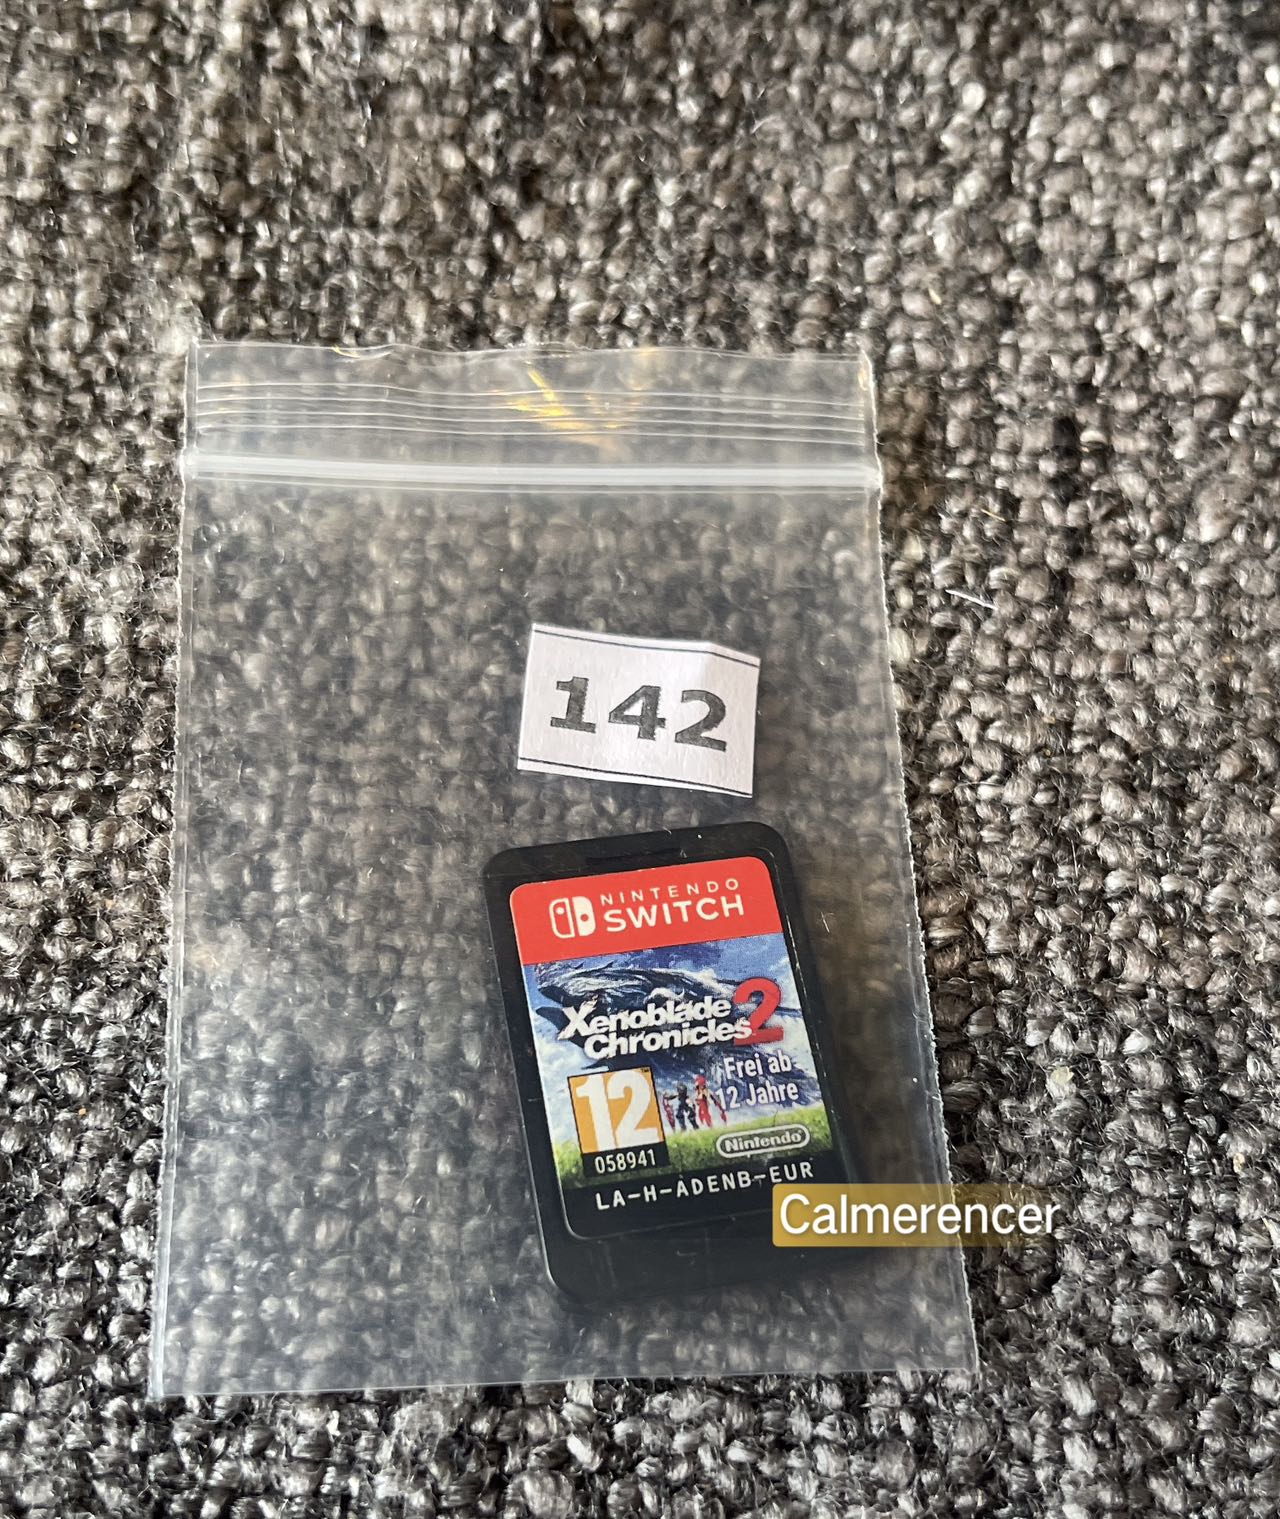 142
NINTENDO
SWITCH
Xenoblade
Chronicles 2
Frei ab
12 Jahre
12
058941
Nintendo
LA-H-ADENB-EUR
Calmerencer